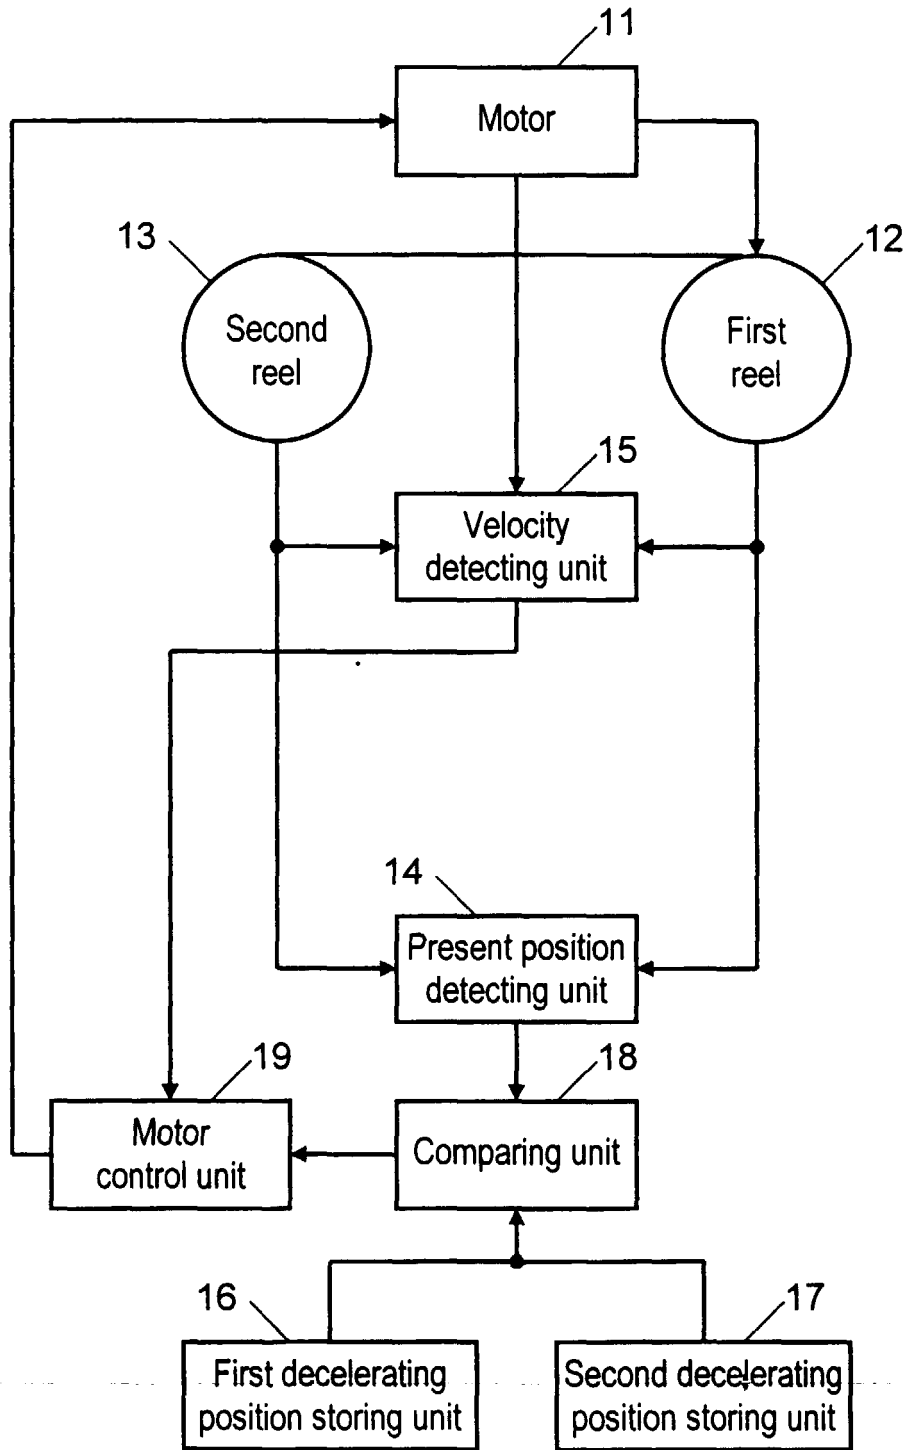 11
Motor
13
12
Second
reel
First
reel
15
Velocity
detecting unit
14
Present position
detecting unit
19
18
Motor
control unit
Comparing unit
16
17
First decelerating
position storing unit
Second decelerating
position storing unit